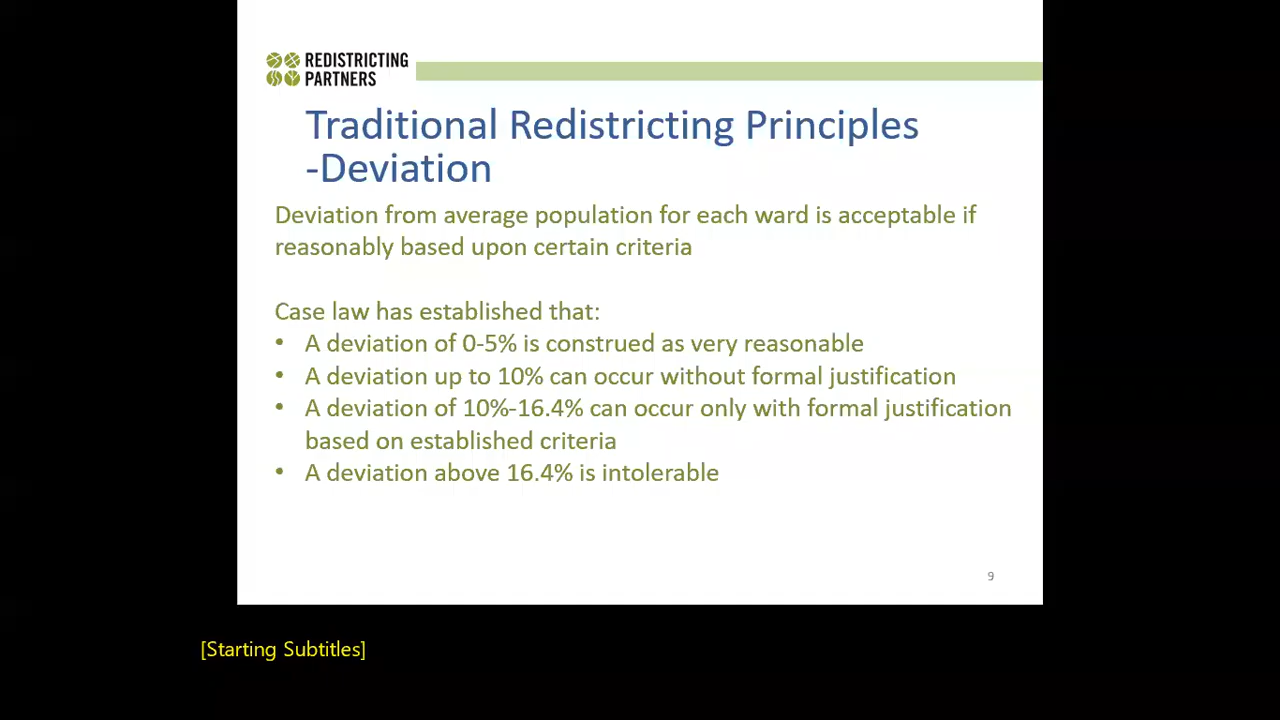 REDISTRICTING
PARTNERS
Traditional Redistricting Principles
-Deviation
Deviation from average population for each ward is acceptable if
reasonably based upon certain criteria
Case law has established that:
• A deviation of 0-5% is construed as very reasonable
• A deviation up to 10% can occur without formal justification
• A deviation of 10%-16.4% can occur only with formal justification
based on established criteria
• A deviation above 16.4% is intolerable
9
[Starting Subtitles]